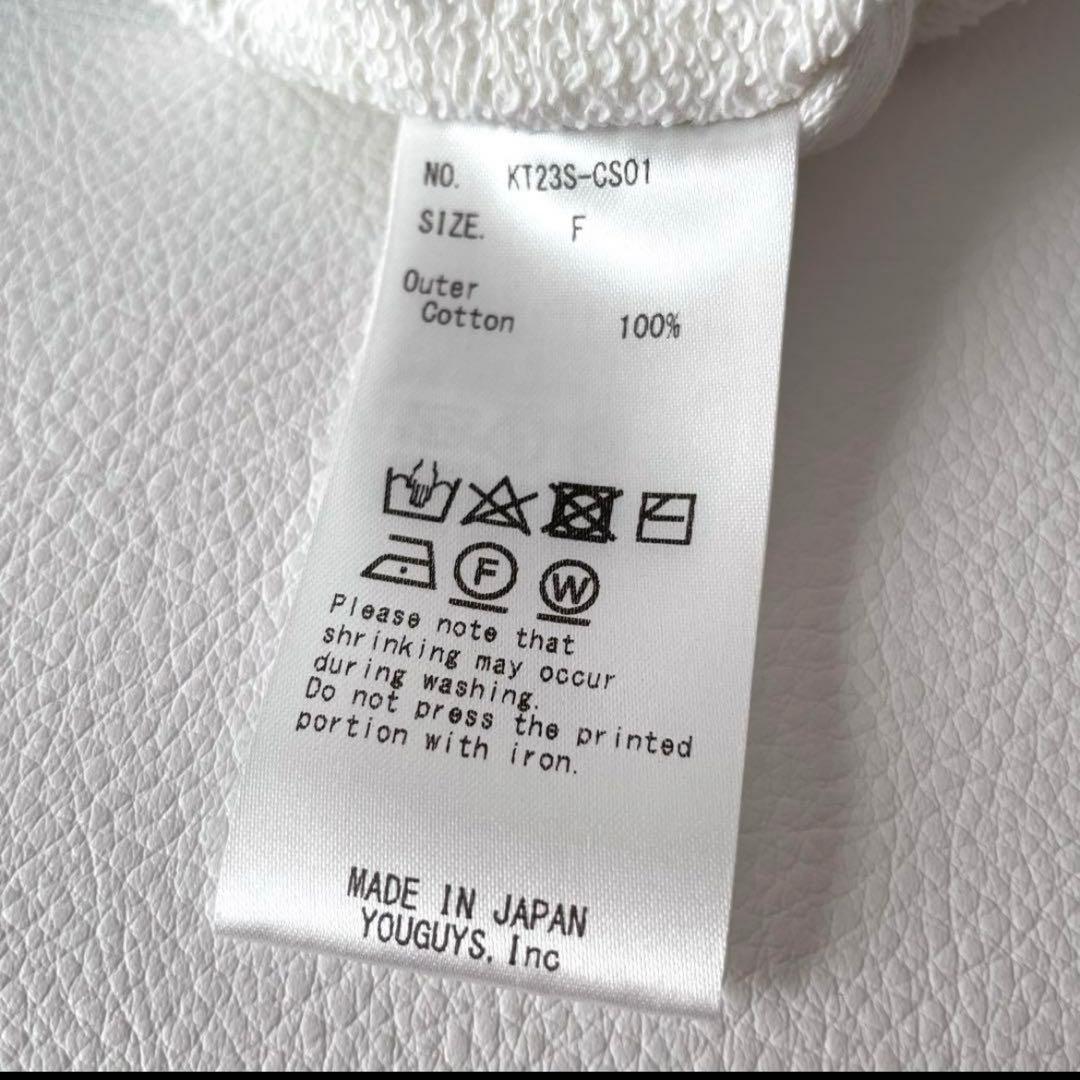 NO. KT23S-CS01
SIZE. F
Outer
Cotton 100%
F W
Please note that
shrinking may occur
during washing.
Do not press the printed
portion with iron.
MADE IN JAPAN
YOUGUYS. Inc